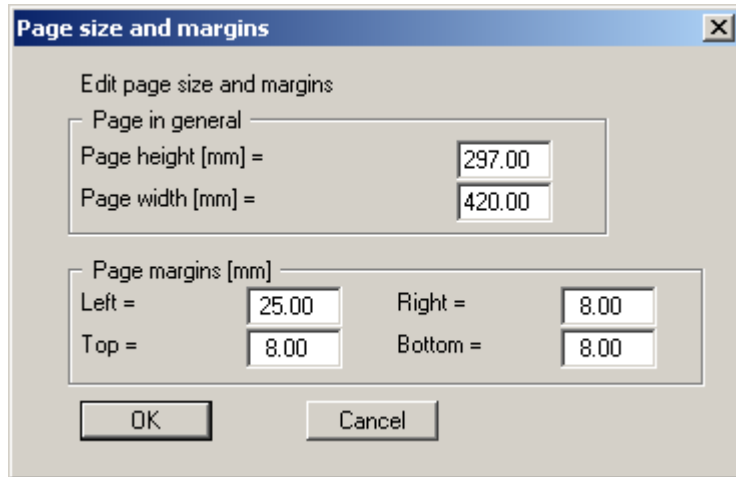 Page size and margins
Edit page size and margins
Page in general
Page height [mm] = 297.00
Page width [mm] = 420.00
Page margins [mm]
Left = 25.00 Right = 8.00
Top = 8.00 Bottom = 8.00
OK Cancel